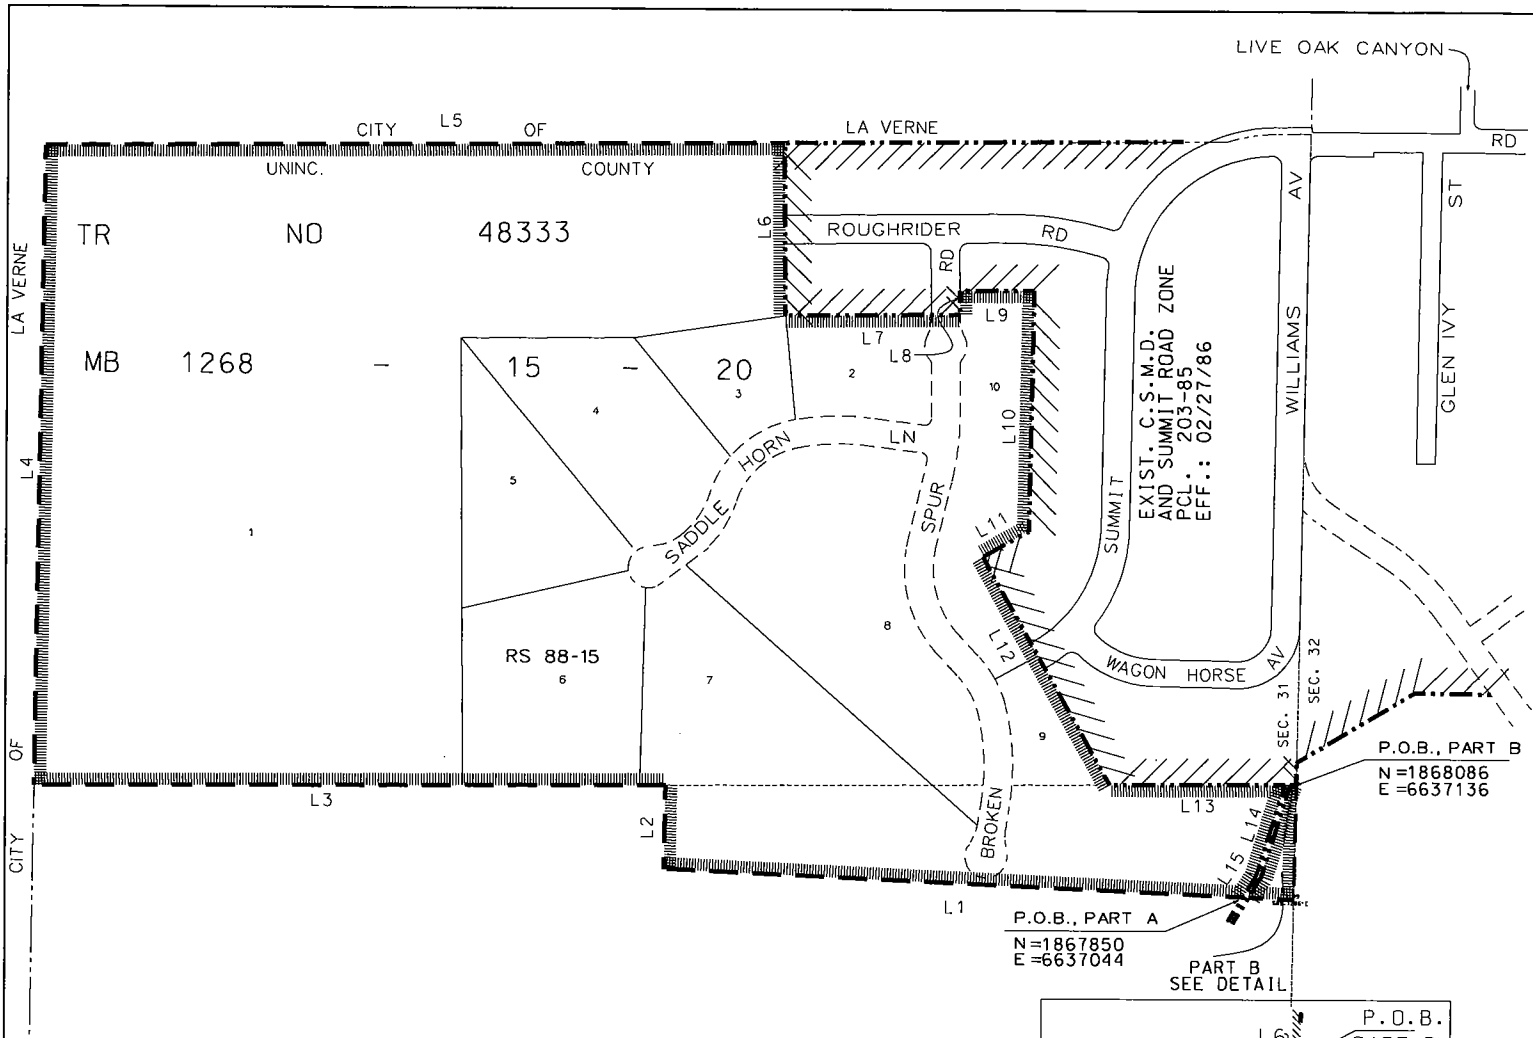 LIVE OAK CANYON
RD
CITY L5 OF LA VERNE
UNINC. COUNTY
TR NO 48333
MB 1268 - 15 - 20
LA VERNE
L4
OF
CITY
L6
ROUGHRIDER RD
RD
L7
L8
L9
L10
L11
L12
L13
L14
L15
L3
L2
L1
1
2
3
4
5
RS 88-15
6
7
8
9
10
SADDLE HORN LN
SPUR
BROKEN
SUMMIT
EXIST. C.S.M.D.
AND SUMMIT ROAD ZONE
PCL. 203-85
EFF.: 02/27/86
WILLIAMS AV
GLEN IVY ST
WAGON HORSE AV
SEC. 31
SEC. 32
P.O.B., PART B
N=1868086
E=6637136
P.O.B., PART A
N=1867850
E=6637044
PART B
SEE DETAIL
P.O.B.
L6